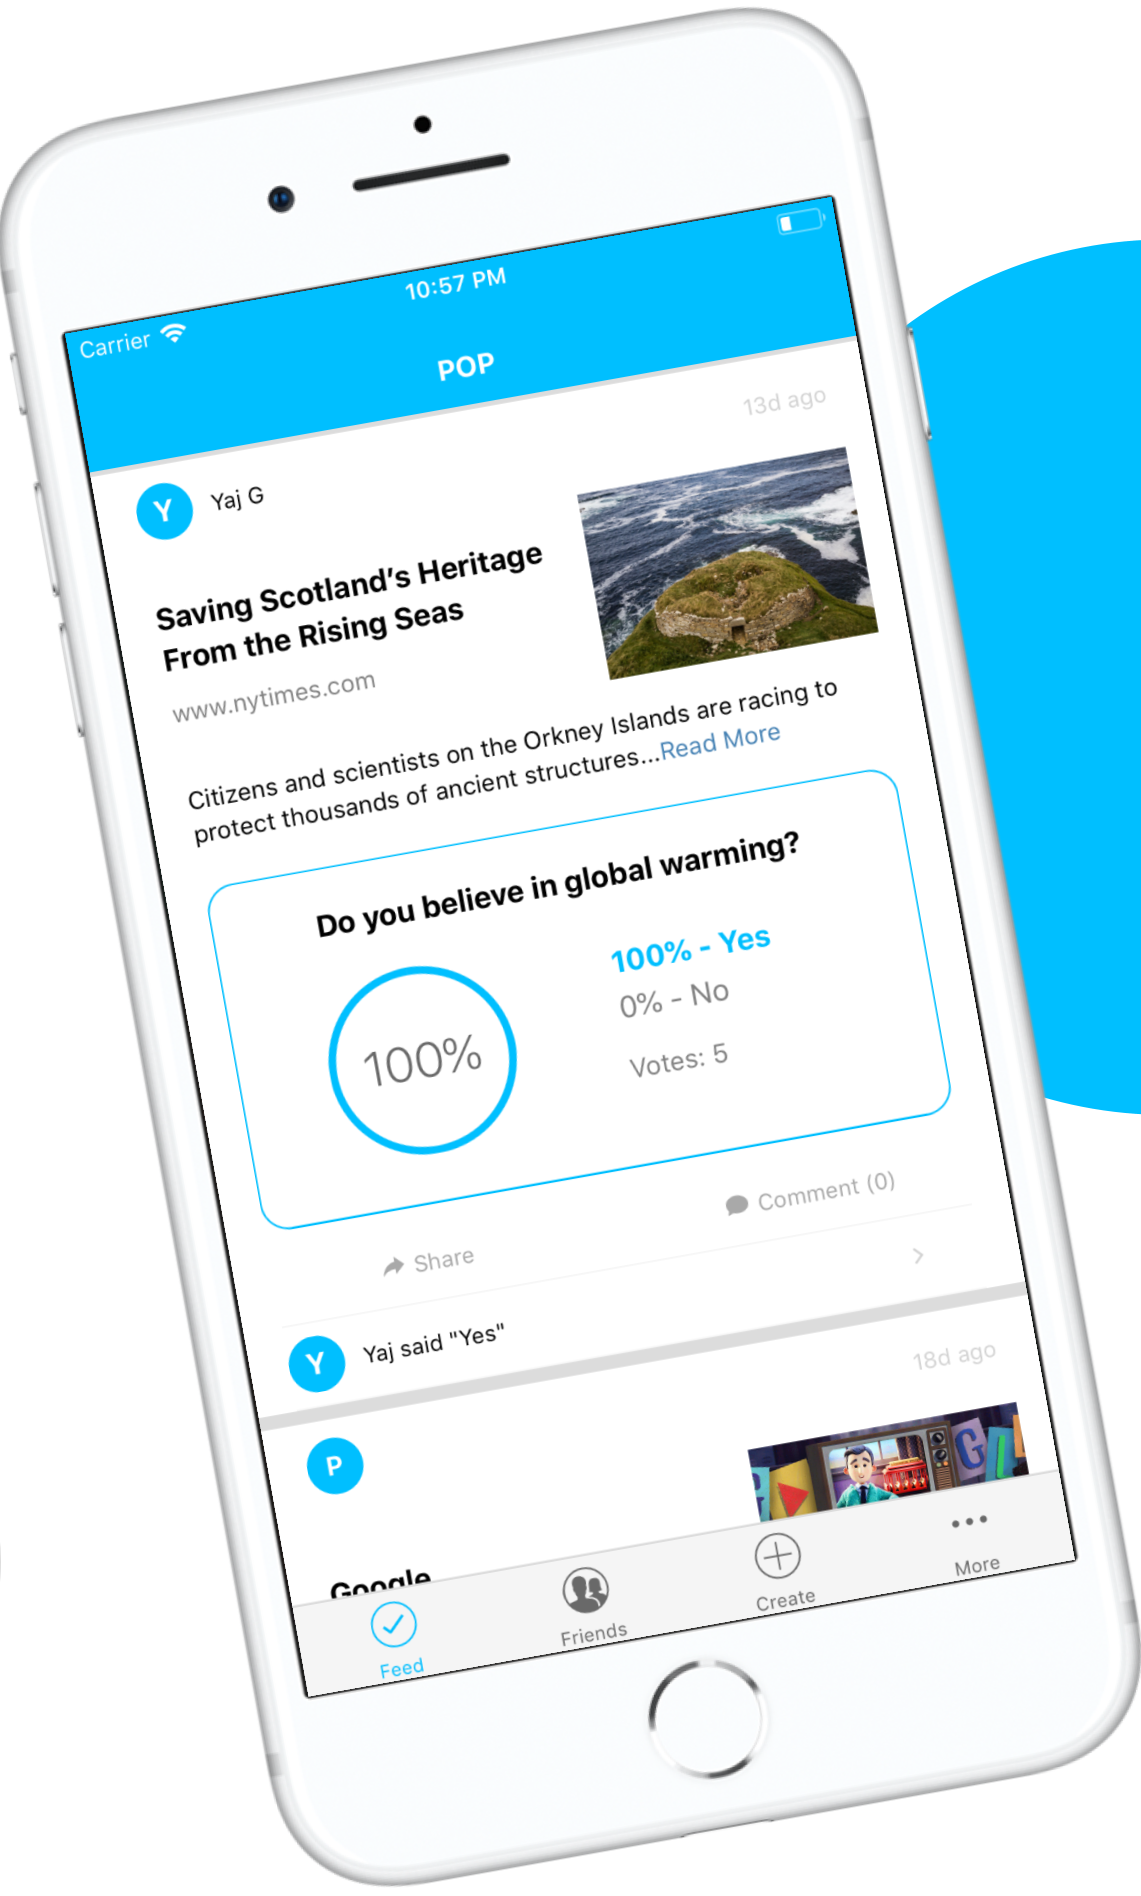 10:57 PM
Carrier
POP
13d ago
Y
Yaj G
Saving Scotland's Heritage
From the Rising Seas
www.nytimes.com
Citizens and scientists on the Orkney Islands are racing to
protect thousands of ancient structures...Read More
Do you believe in global warming?
100%
100% - Yes
0% - No
Votes: 5
Share
Comment (0)
Y
Yaj said "Yes"
18d ago
P
G
Google
Feed
Friends
Create
More